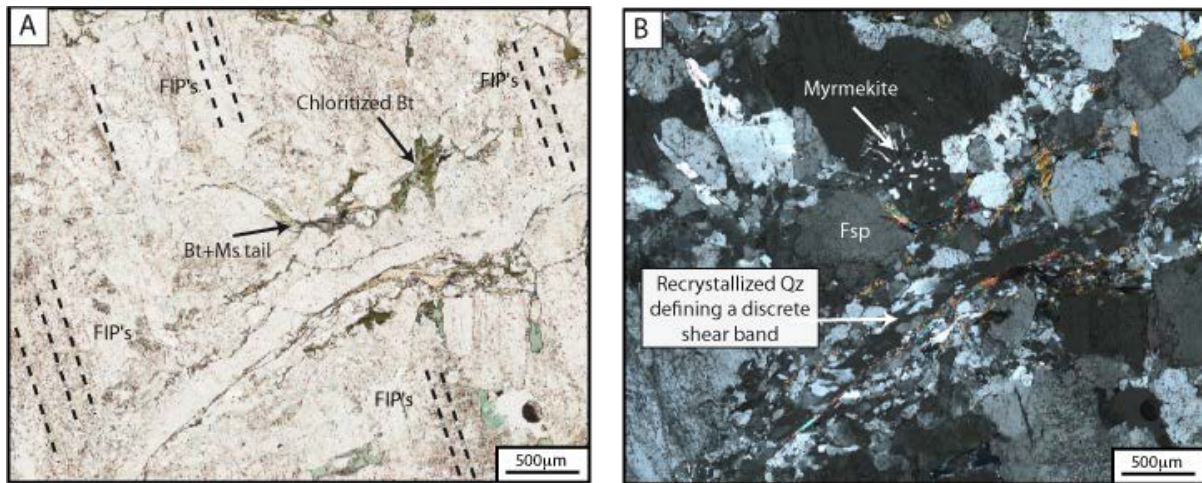 A
FIP's
FIP's
Chloritized Bt
Bt+Ms tail
FIP's
FIP's
500μm
B
Myrmekite
Fsp
Recrystallized Qz
defining a discrete
shear band
500μm